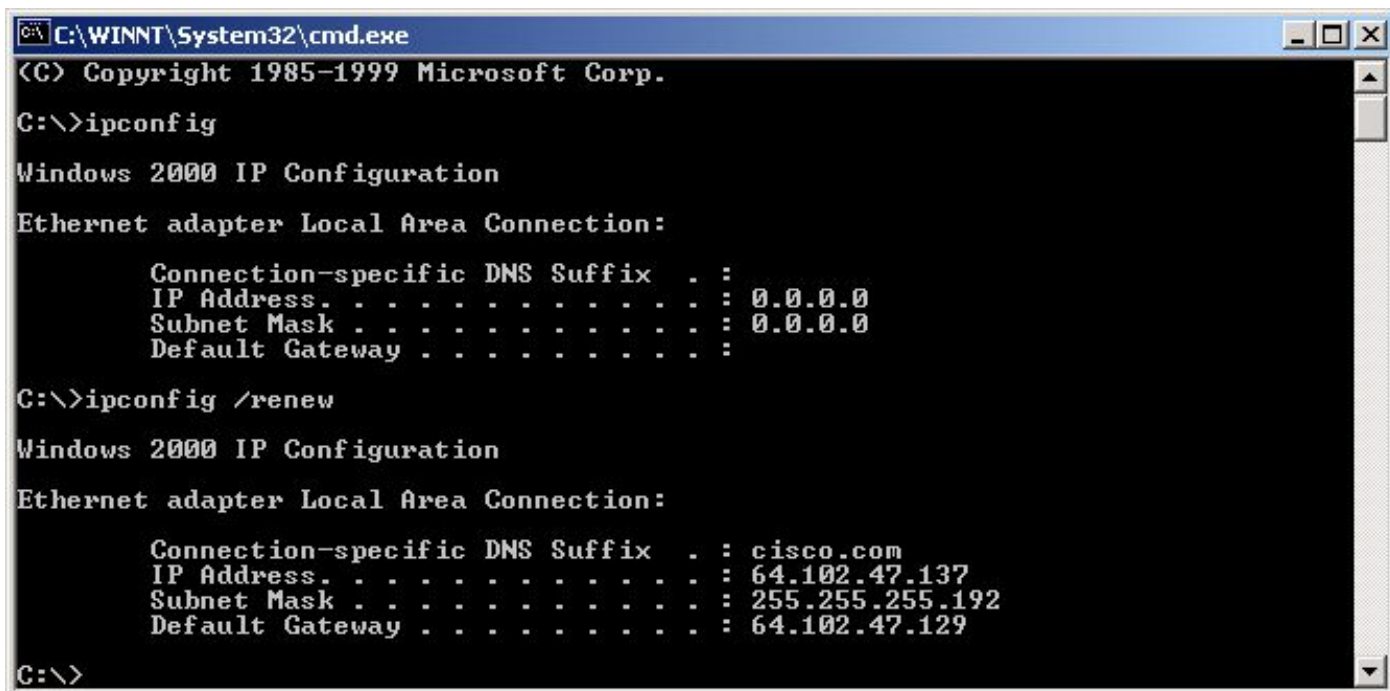 C:\WINNT\System32\cmd.exe
(C) Copyright 1985-1999 Microsoft Corp.
C:\>ipconfig
Windows 2000 IP Configuration
Ethernet adapter Local Area Connection:
Connection-specific DNS Suffix . :
IP Address. . . . . . . . . . . . : 0.0.0.0
Subnet Mask . . . . . . . . . . . : 0.0.0.0
Default Gateway . . . . . . . . . :
C:\>ipconfig /renew
Windows 2000 IP Configuration
Ethernet adapter Local Area Connection:
Connection-specific DNS Suffix . : cisco.com
IP Address. . . . . . . . . . . . : 64.102.47.137
Subnet Mask . . . . . . . . . . . : 255.255.255.192
Default Gateway . . . . . . . . . : 64.102.47.129
C:\>